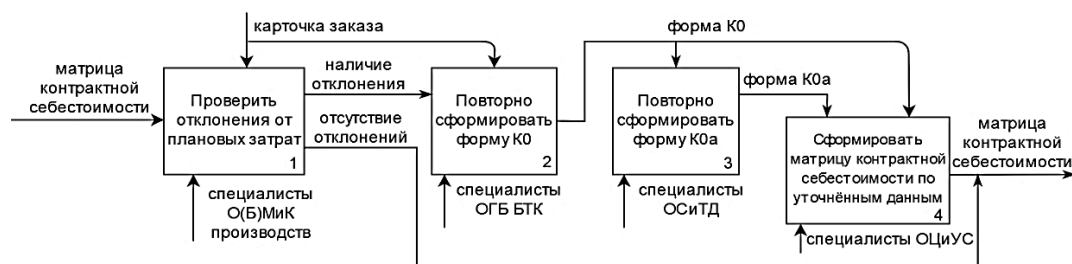 карточка заказа
форма К0
матрица
контрактной
себестоимости
Проверить
отклонения от
плановых затрат
1
наличие
отклонения
отсутствие
отклонений
Повторно
сформировать
форму К0
2
Повторно
сформировать
форму К0а
3
форма К0а
Сформировать
матрицу контрактной
себестоимости по
уточнённым данным
4
матрица
контрактной
себестоимости
специалисты
О(Б)МиК
производств
специалисты
ОГБ БТК
специалисты
ОСиТД
специалисты ОЦиУС